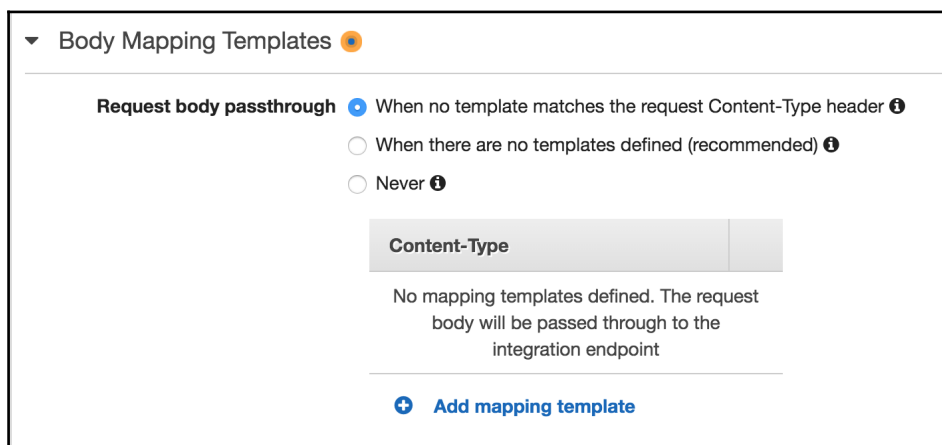 Body Mapping Templates
Request body passthrough When no template matches the request Content-Type header
When there are no templates defined (recommended)
Never
Content-Type
No mapping templates defined. The request
body will be passed through to the
integration endpoint
Add mapping template